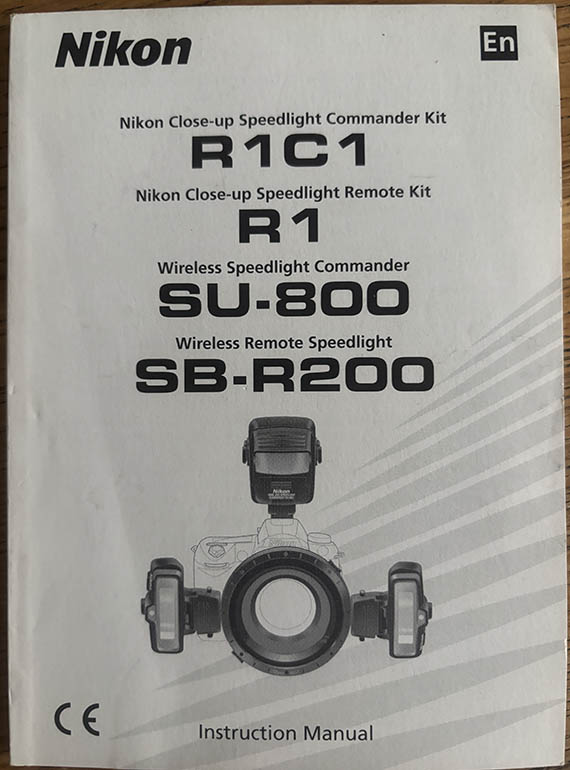 Nikon
En
Nikon Close-up Speedlight Commander Kit
R1C1
Nikon Close-up Speedlight Remote Kit
R1
Wireless Speedlight Commander
SU-800
Wireless Remote Speedlight
SB-R200
Nikon
CE
Instruction Manual